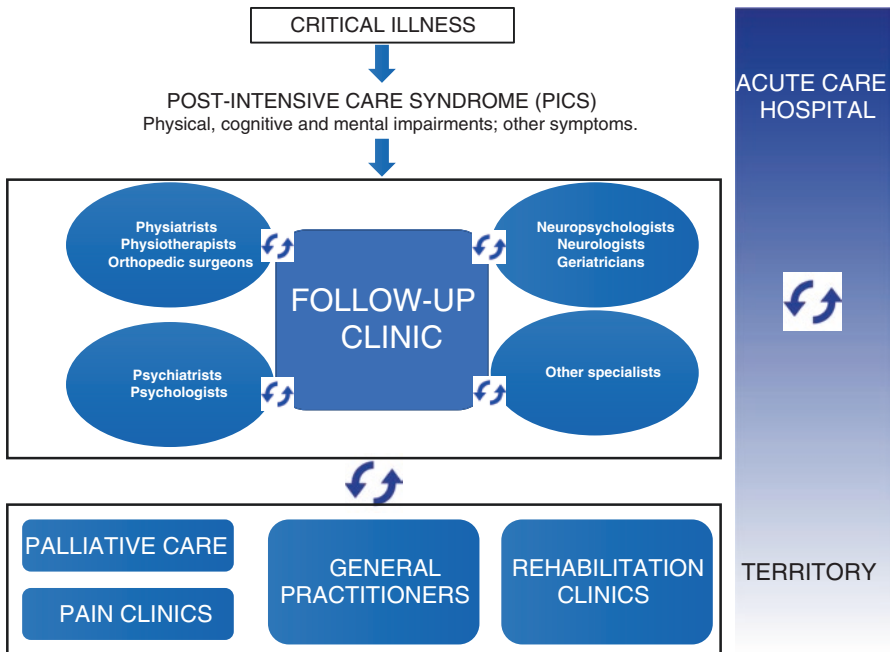 CRITICAL ILLNESS
POST-INTENSIVE CARE SYNDROME (PICS)
Physical, cognitive and mental impairments; other symptoms.
Physiatrists
Physiotherapists
Orthopedic surgeons
Neuropsychologists
Neurologists
Geriatricians
FOLLOW-UP
CLINIC
Psychiatrists
Psychologists
Other specialists
PALLIATIVE CARE
PAIN CLINICS
GENERAL
PRACTITIONERS
REHABILITATION
CLINICS
ACUTE CARE
HOSPITAL
TERRITORY